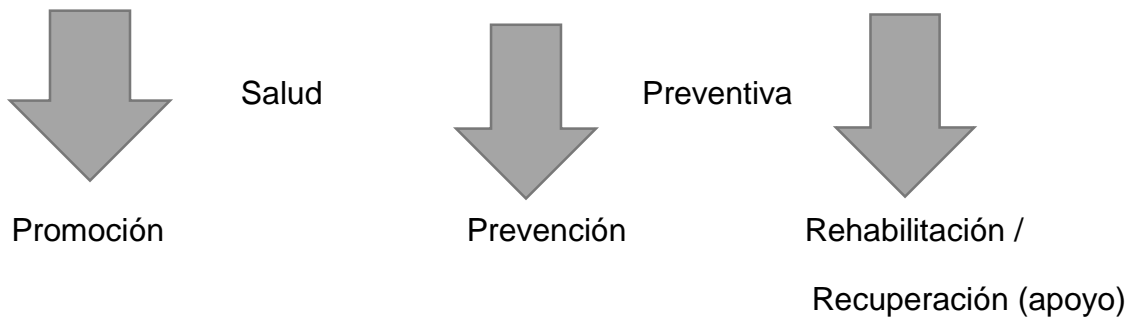 Salud Preventiva
Promoción Prevención Rehabilitación /
Recuperación (apoyo)